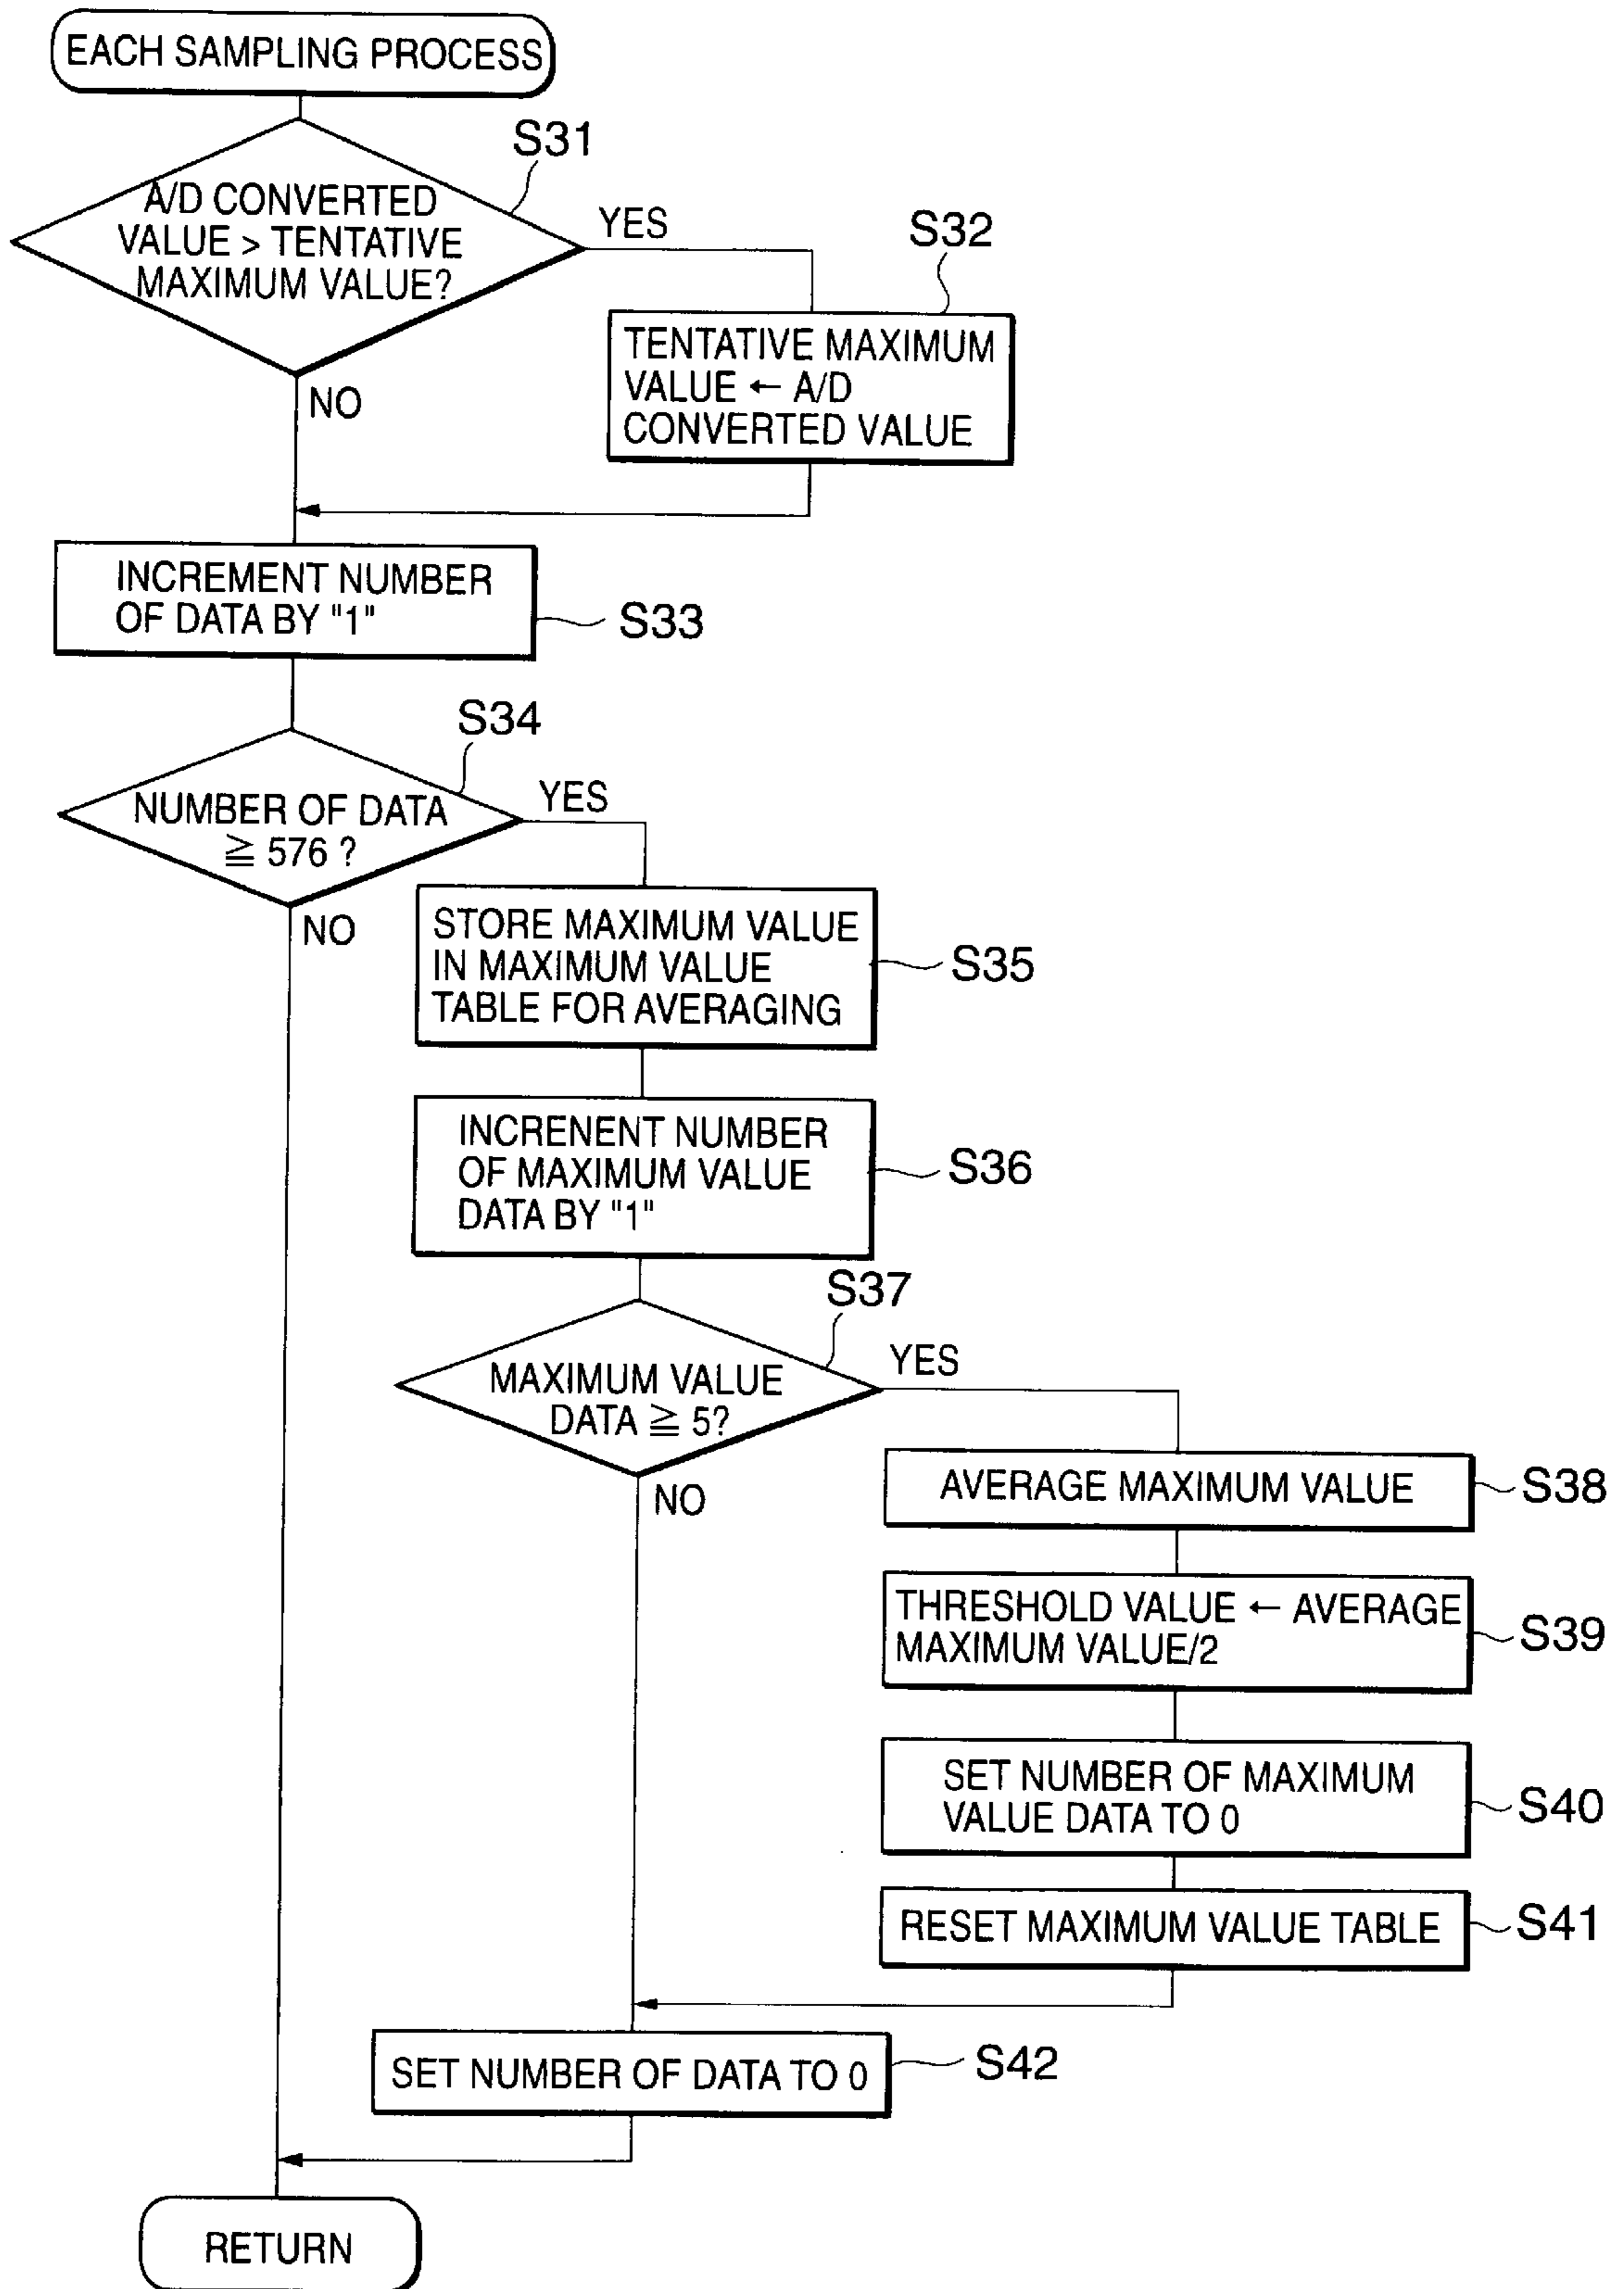 EACH SAMPLING PROCESS
S31
A/D CONVERTED
VALUE > TENTATIVE
MAXIMUM VALUE?
YES
NO
S32
TENTATIVE MAXIMUM
VALUE ← A/D
CONVERTED VALUE
INCREMENT NUMBER
OF DATA BY "1"
S33
S34
NUMBER OF DATA
≧ 576 ?
YES
NO
STORE MAXIMUM VALUE
IN MAXIMUM VALUE
TABLE FOR AVERAGING
S35
INCRENENT NUMBER
OF MAXIMUM VALUE
DATA BY "1"
S36
S37
MAXIMUM VALUE
DATA ≧ 5?
YES
NO
AVERAGE MAXIMUM VALUE
S38
THRESHOLD VALUE ← AVERAGE
MAXIMUM VALUE/2
S39
SET NUMBER OF MAXIMUM
VALUE DATA TO 0
S40
RESET MAXIMUM VALUE TABLE
S41
SET NUMBER OF DATA TO 0
S42
RETURN